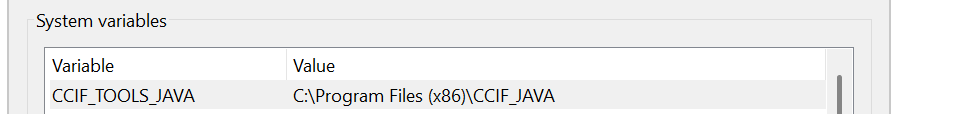 System variables
Variable Value
CCIF_TOOLS_JAVA C:\Program Files (x86)\CCIF_JAVA